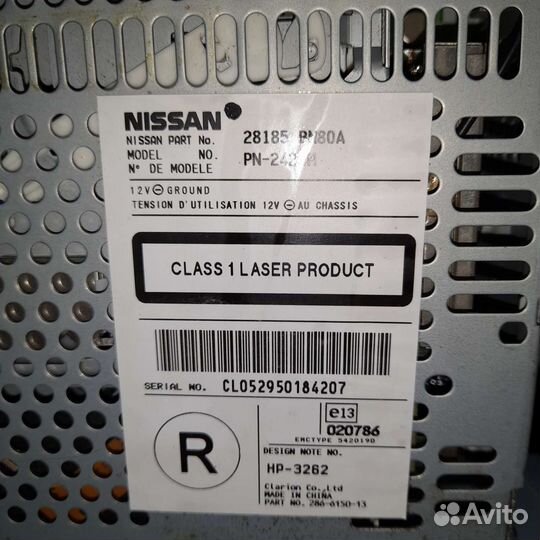 NISSAN
NISSAN PART No. 28185 BM80A
MODEL NO.
N° DE MODELE
12V ⊖ GROUND
TENSION D'UTILISATION 12V ⊖ AU CHASSIS
CLASS 1 LASER PRODUCT
SERIAL NO. CL052950184207
R
e13
020786
EMCTYPE 5420190
DESIGN NOTE NO.
HP-3262
Clarion Co.,Ltd
MADE IN CHINA
PART NO. 286-6150-13
Avito